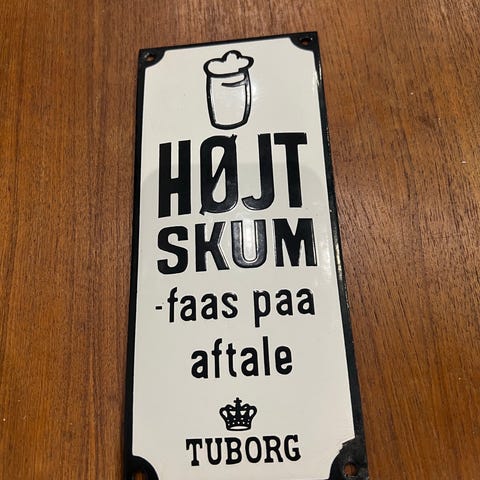 HØJT
SKUM
-faas paa
aftale
TUBORG